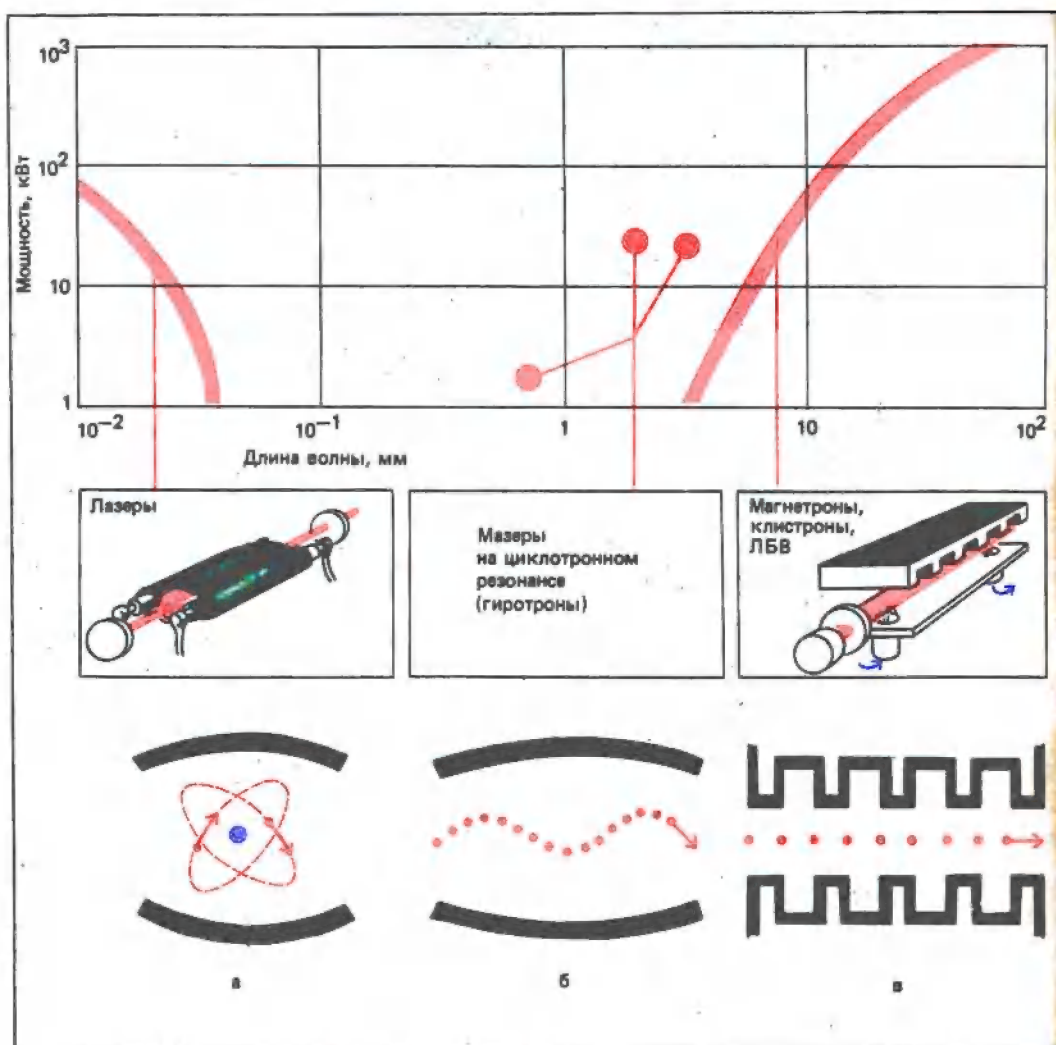 10³
10²
10
1
Мощность, кВт
10⁻²
10⁻¹
1
10
10²
Длина волны, мм
Лазеры
Мазеры
на циклотронном
резонансе
(гиротроны)
Магнетроны,
клистроны,
ЛБВ
а
б
в